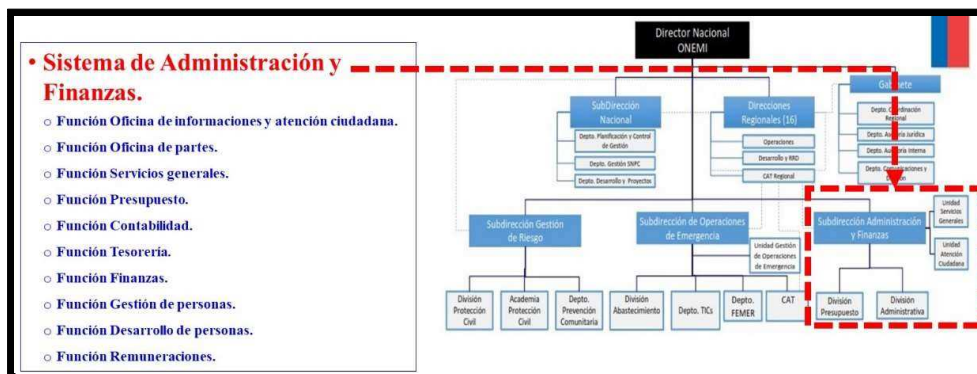 • Sistema de Administración y
Finanzas.
o Función Oficina de informaciones y atención ciudadana.
o Función Oficina de partes.
o Función Servicios generales.
o Función Presupuesto.
o Función Contabilidad.
o Función Tesorería.
o Función Finanzas.
o Función Gestión de personas.
o Función Desarrollo de personas.
o Función Remuneraciones.
Director Nacional
ONEMI
SubDirección
Nacional
Depto. Planificación y Control
de Gestión
Depto. Gestión SNPC
Depto. Desarrollo y Proyectos
Direcciones
Regionales (16)
Operaciones
Desarrollo y RRD
CAT Regional
Gabinete
Depto. Coordinación
Regional
Depto. Jurídica
Depto. Interna
Depto. Comunicaciones y
Subdirección Gestión
de Riesgo
División
Protección
Civil
Academia
Protección
Civil
Depto.
Prevención
Comunitaria
Subdirección de Operaciones
de Emergencia
Unidad Gestión
de Operaciones
de Emergencia
División
Abastecimiento
Depto. TICs
Depto.
FEMER
CAT
Subdirección Administración
y Finanzas
Unidad
Servicios
Generales
Unidad
Atención
Ciudadana
División
Presupuesto
División
Administrativa